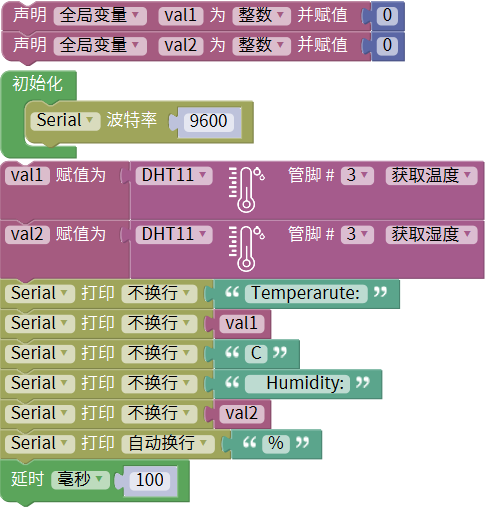 声明 全局变量 val1 为 整数 并赋值 0
声明 全局变量 val2 为 整数 并赋值 0
初始化
Serial 波特率 9600
val1 赋值为 DHT11 管脚 # 3 获取温度
val2 赋值为 DHT11 管脚 # 3 获取湿度
Serial 打印 不换行 “ Temperarute: ”
Serial 打印 不换行 val1
Serial 打印 不换行 “ C ”
Serial 打印 不换行 “ Humidity: ”
Serial 打印 不换行 val2
Serial 打印 自动换行 “ % ”
延时 毫秒 100